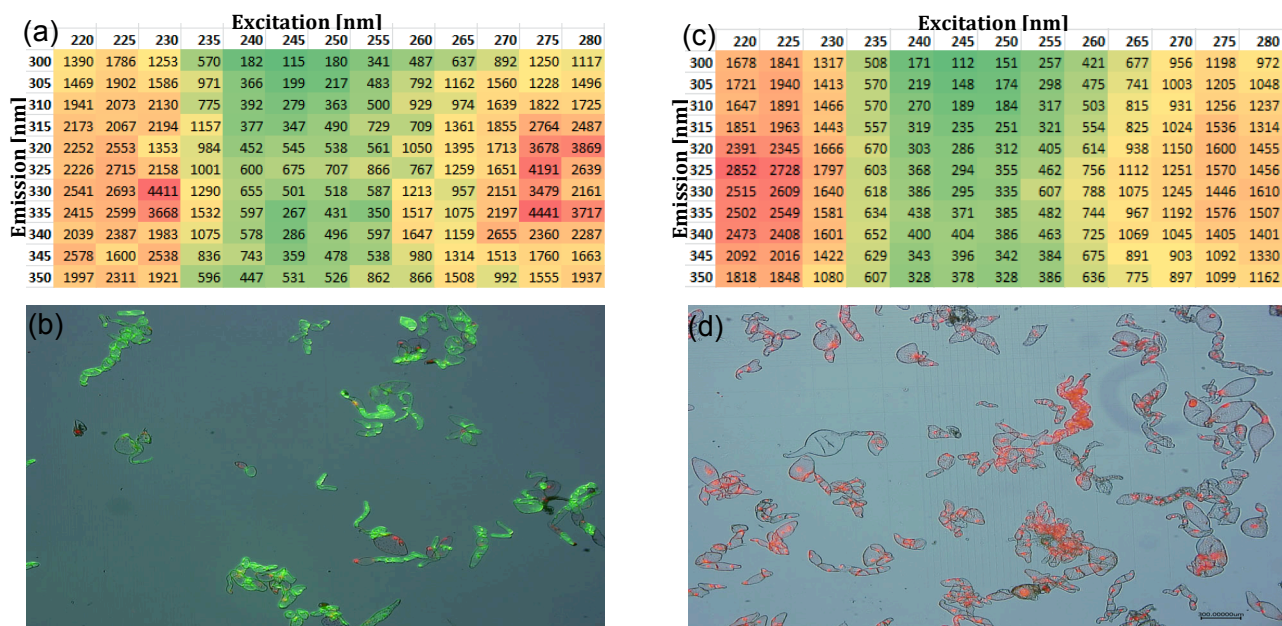 (a) Excitation [nm]
220 225 230 235 240 245 250 255 260 265 270 275 280
300 1390 1786 1253 570 182 115 180 341 487 637 892 1250 1117
305 1469 1902 1586 971 366 199 217 483 792 1162 1560 1228 1496
310 1941 2073 2130 775 392 279 363 500 929 974 1639 1822 1725
315 2173 2067 2194 1157 377 347 490 729 709 1361 1855 2764 2487
320 2252 2553 1353 984 452 545 538 561 1050 1395 1713 3678 3869
325 2226 2715 2158 1001 600 675 707 866 767 1259 1651 4191 2639
330 2541 2693 4411 1290 655 501 518 587 1213 957 2151 3479 2161
335 2415 2599 3668 1532 597 267 431 350 1517 1075 2197 4441 3717
340 2039 2387 1983 1075 578 286 496 597 1647 1159 2655 2360 2287
345 2578 1600 2538 836 743 359 478 538 980 1314 1513 1760 1663
350 1997 2311 1921 596 447 531 526 862 866 1508 992 1555 1937
Emission [nm]
(c) Excitation [nm]
220 225 230 235 240 245 250 255 260 265 270 275 280
300 1678 1841 1317 508 171 112 151 257 421 677 956 1198 972
305 1721 1940 1413 570 219 148 174 298 475 741 1003 1205 1048
310 1647 1891 1466 570 270 189 184 317 503 815 931 1256 1237
315 1851 1963 1443 557 319 235 251 321 554 825 1024 1536 1314
320 2391 2345 1666 670 303 286 312 405 614 938 1150 1600 1455
325 2852 2728 1797 603 368 294 355 462 756 1112 1251 1570 1456
330 2515 2609 1640 618 386 295 335 607 788 1075 1245 1446 1610
335 2502 2549 1581 634 438 371 385 482 744 967 1192 1576 1507
340 2473 2408 1601 652 400 404 386 463 725 1069 1045 1405 1401
345 2092 2016 1422 629 343 396 342 384 675 891 903 1092 1330
350 1818 1848 1080 607 328 378 328 386 636 775 897 1099 1162
Emission [nm]
(b)
(d)
300.00000μm